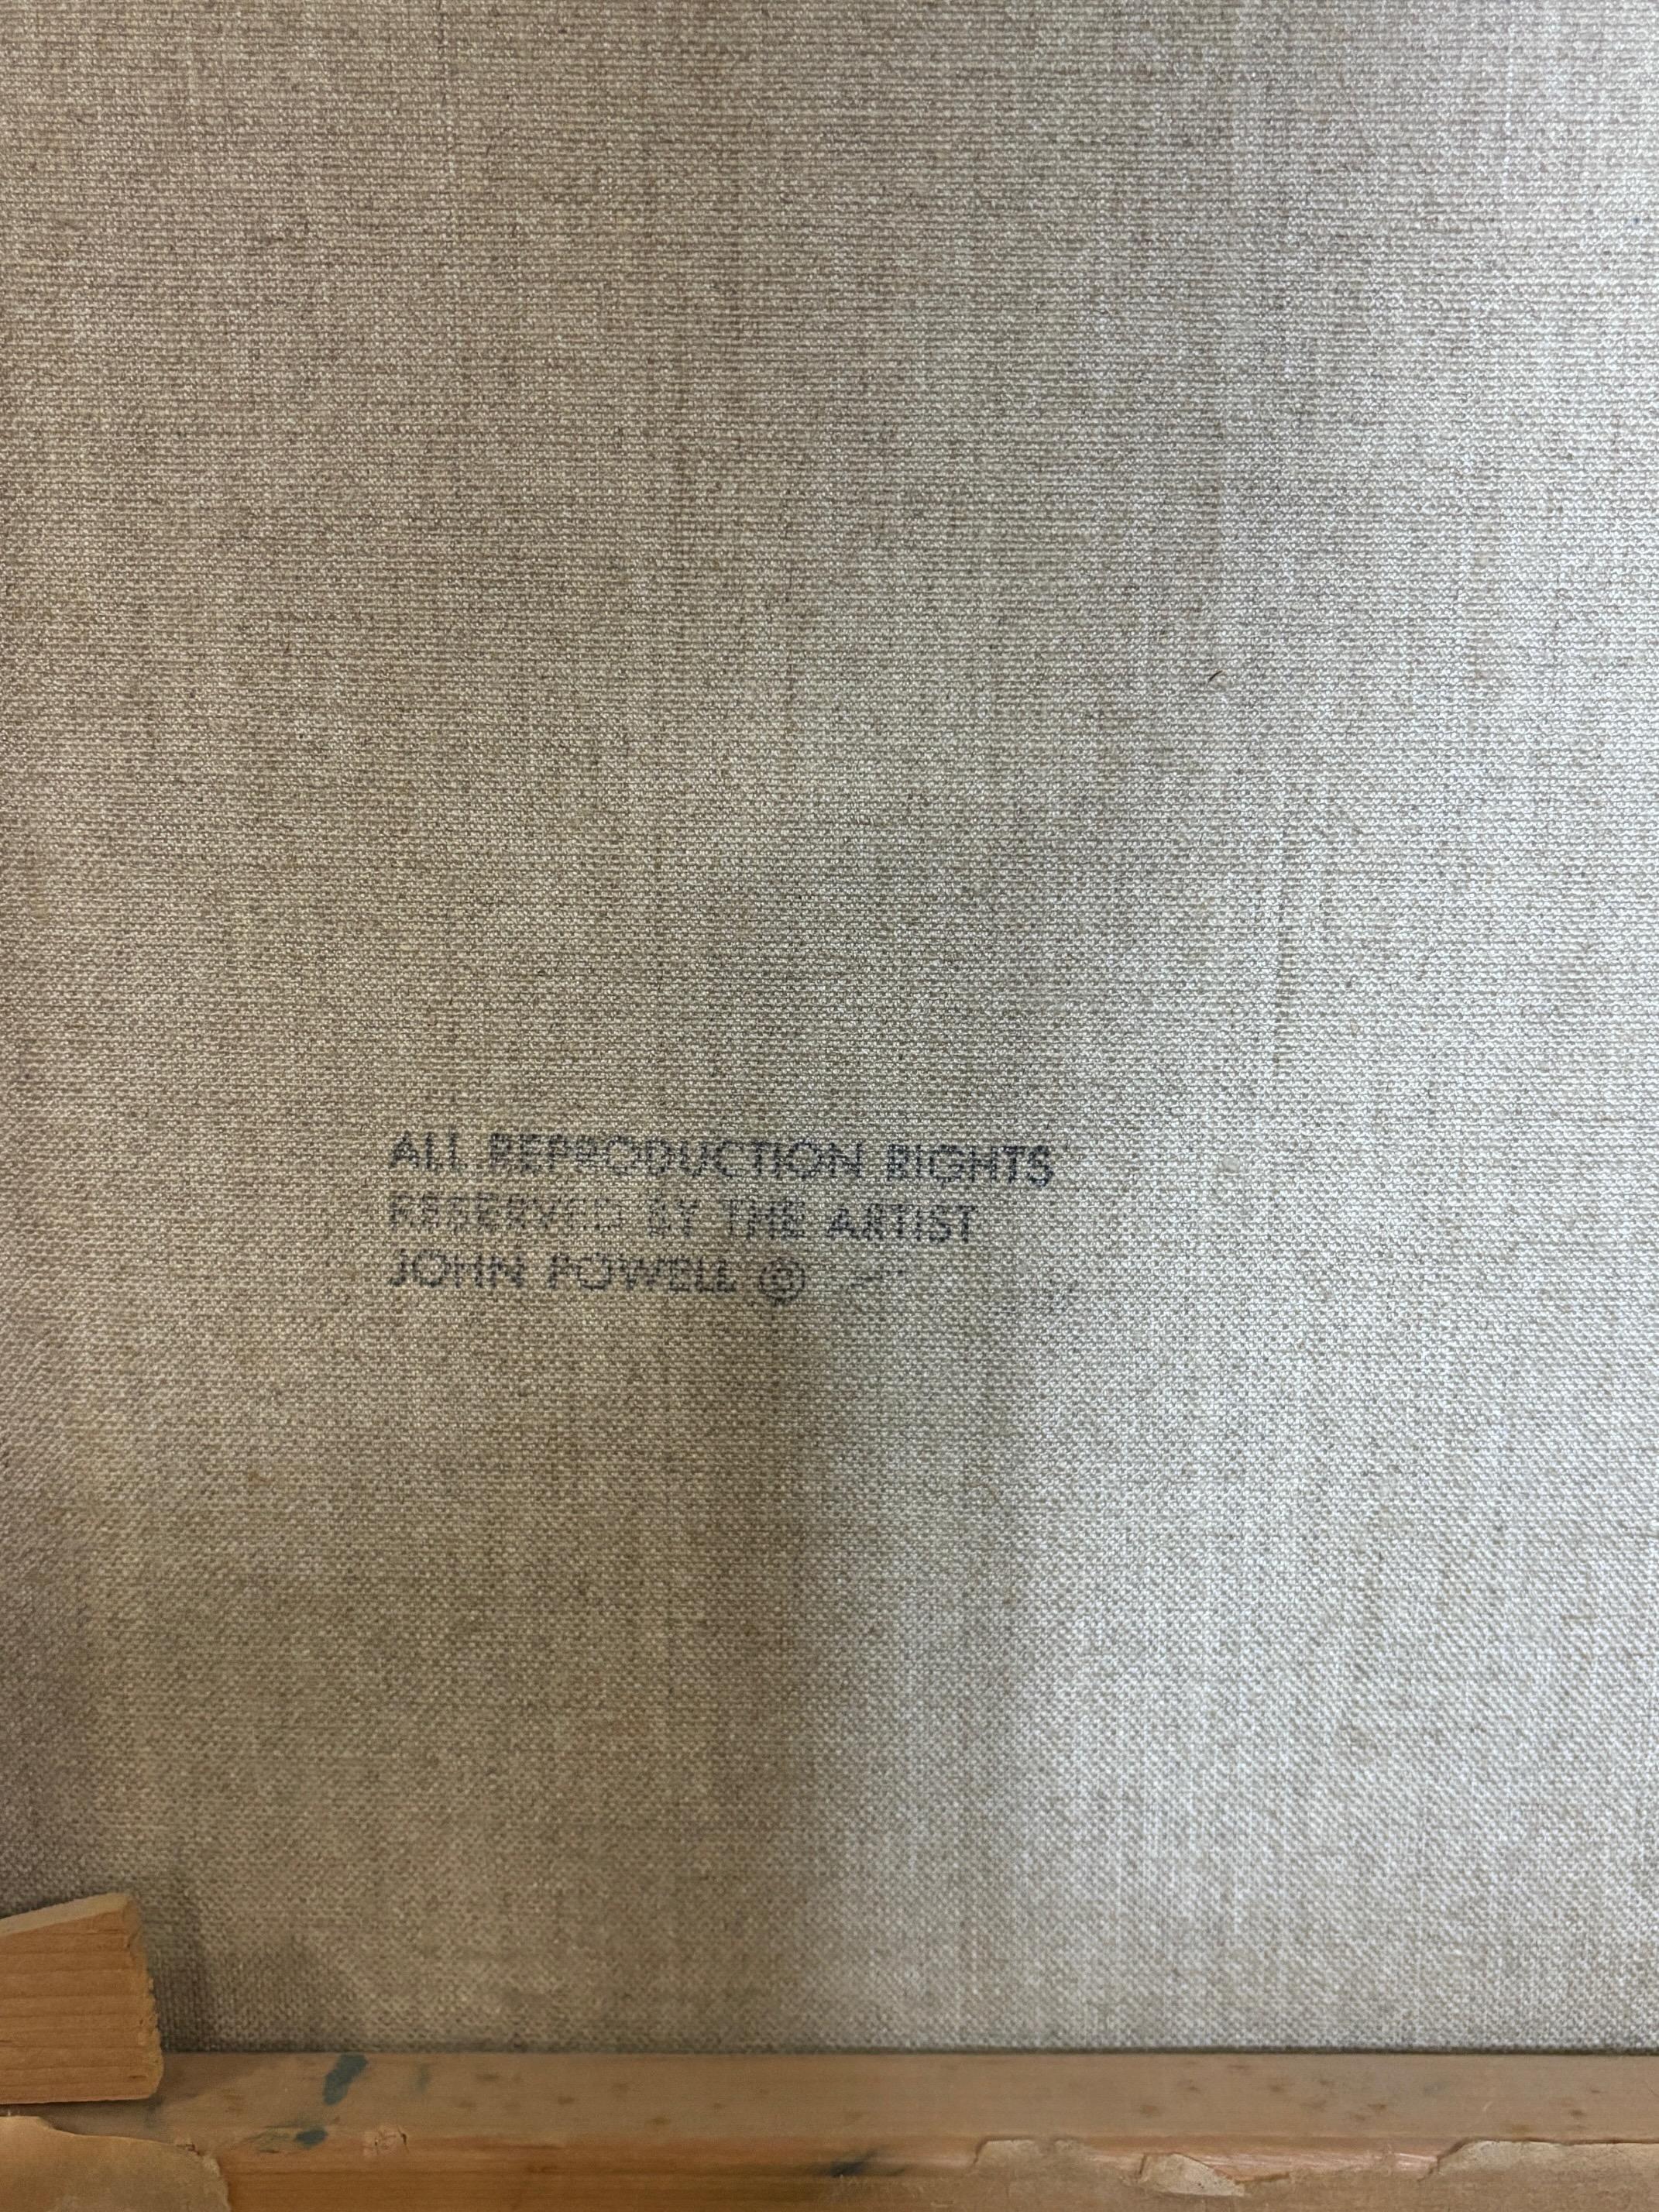 ALL REPRODUCTION RIGHTS
RESERVED BY THE ARTIST
JOHN POWELL ©